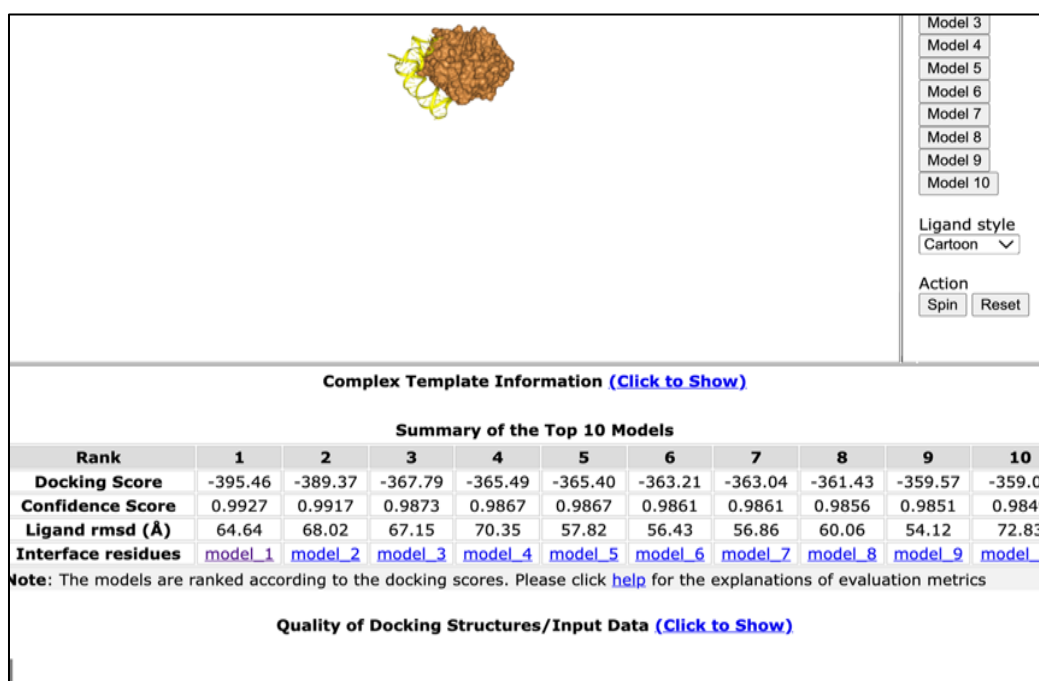 Model 3
Model 4
Model 5
Model 6
Model 7
Model 8
Model 9
Model 10
Ligand style
Cartoon
Action
Spin Reset
Complex Template Information (Click to Show)
Summary of the Top 10 Models
Rank 1 2 3 4 5 6 7 8 9 10
Docking Score -395.46 -389.37 -367.79 -365.49 -365.40 -363.21 -363.04 -361.43 -359.57 -359.0
Confidence Score 0.9927 0.9917 0.9873 0.9867 0.9867 0.9861 0.9861 0.9856 0.9851 0.984
Ligand rmsd (Å) 64.64 68.02 67.15 70.35 57.82 56.43 56.86 60.06 54.12 72.83
Interface residues model_1 model_2 model_3 model_4 model_5 model_6 model_7 model_8 model_9 model_
Note: The models are ranked according to the docking scores. Please click help for the explanations of evaluation metrics
Quality of Docking Structures/Input Data (Click to Show)